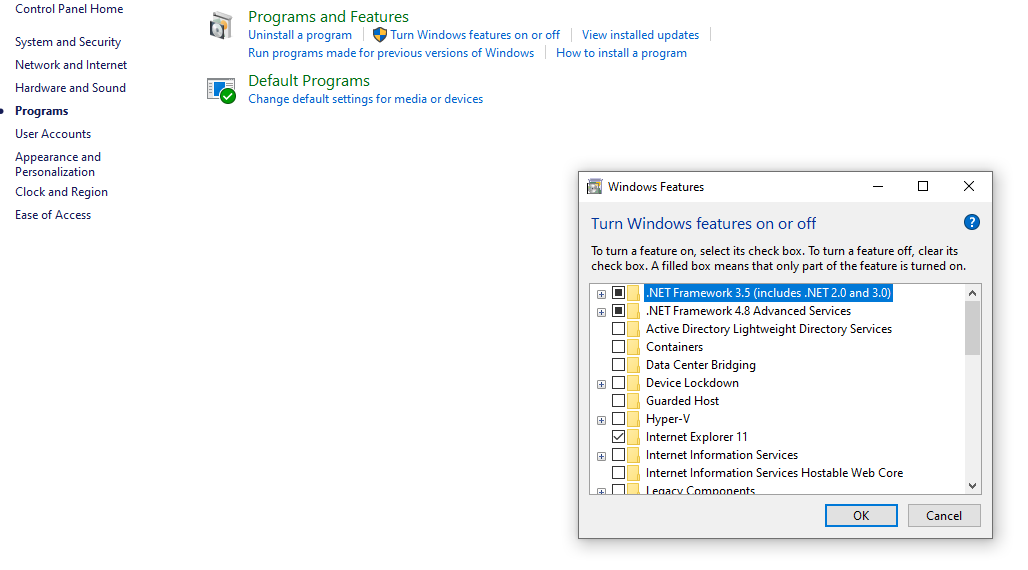 Control Panel Home
System and Security
Network and Internet
Hardware and Sound
Programs
User Accounts
Appearance and
Personalization
Clock and Region
Ease of Access
Programs and Features
Uninstall a program
Turn Windows features on or off
View installed updates
Run programs made for previous versions of Windows
How to install a program
Default Programs
Change default settings for media or devices
Windows Features
Turn Windows features on or off
?
To turn a feature on, select its check box. To turn a feature off, clear its
check box. A filled box means that only part of the feature is turned on.
.NET Framework 3.5 (includes .NET 2.0 and 3.0)
.NET Framework 4.8 Advanced Services
Active Directory Lightweight Directory Services
Containers
Data Center Bridging
Device Lockdown
Guarded Host
Hyper-V
Internet Explorer 11
Internet Information Services
Internet Information Services Hostable Web Core
Legacy Components
OK
Cancel